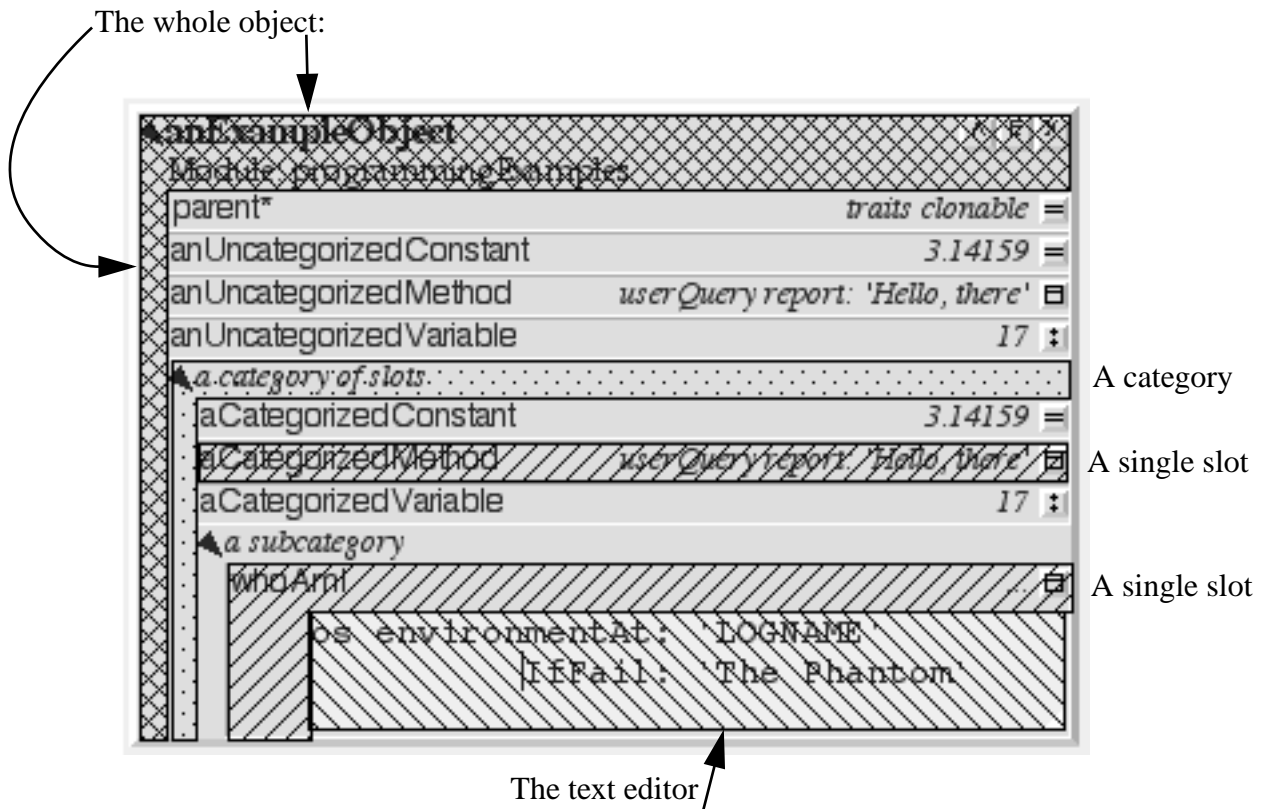 The whole object:
anExampleObject
Module: programmingExamples
parent* traits clonable =
anUncategorizedConstant 3.14159 =
anUncategorizedMethod userQuery report: 'Hello, there'
anUncategorizedVariable 17 :
a category of slots
A category
aCategorizedConstant 3.14159 =
aCategorizedMethod userQuery report: 'Hello, there'
A single slot
aCategorizedVariable 17 :
a subcategory
whoAmI ...
A single slot
os environmentAt: 'LOGNAME'
IfFail: 'The Phantom'
The text editor